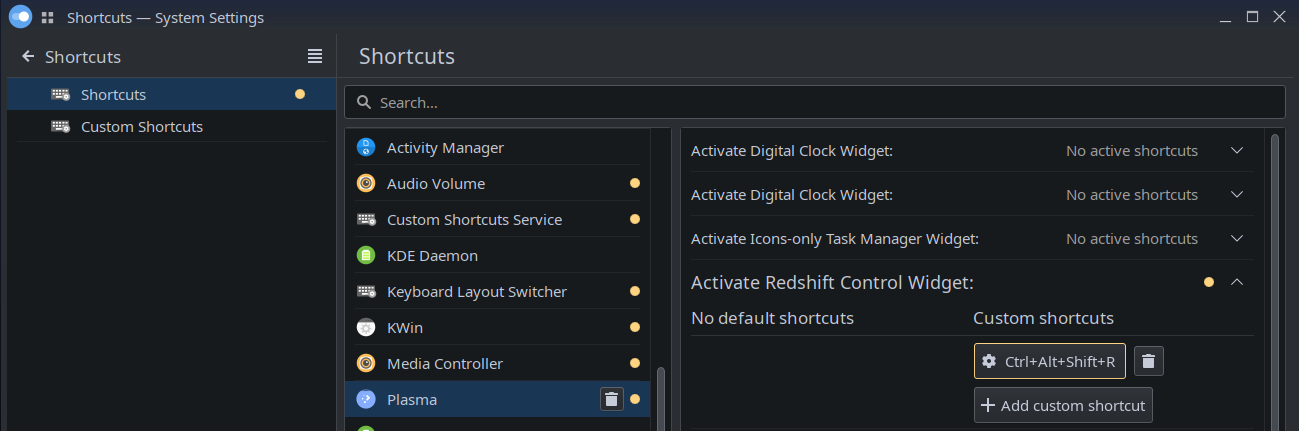 Shortcuts — System Settings
Shortcuts
Shortcuts
Custom Shortcuts
Shortcuts
Search...
Activity Manager
Audio Volume
Custom Shortcuts Service
KDE Daemon
Keyboard Layout Switcher
KWin
Media Controller
Plasma
Activate Digital Clock Widget: No active shortcuts
Activate Digital Clock Widget: No active shortcuts
Activate Icons-only Task Manager Widget: No active shortcuts
Activate Redshift Control Widget:
No default shortcuts Custom shortcuts
Ctrl+Alt+Shift+R
Add custom shortcut